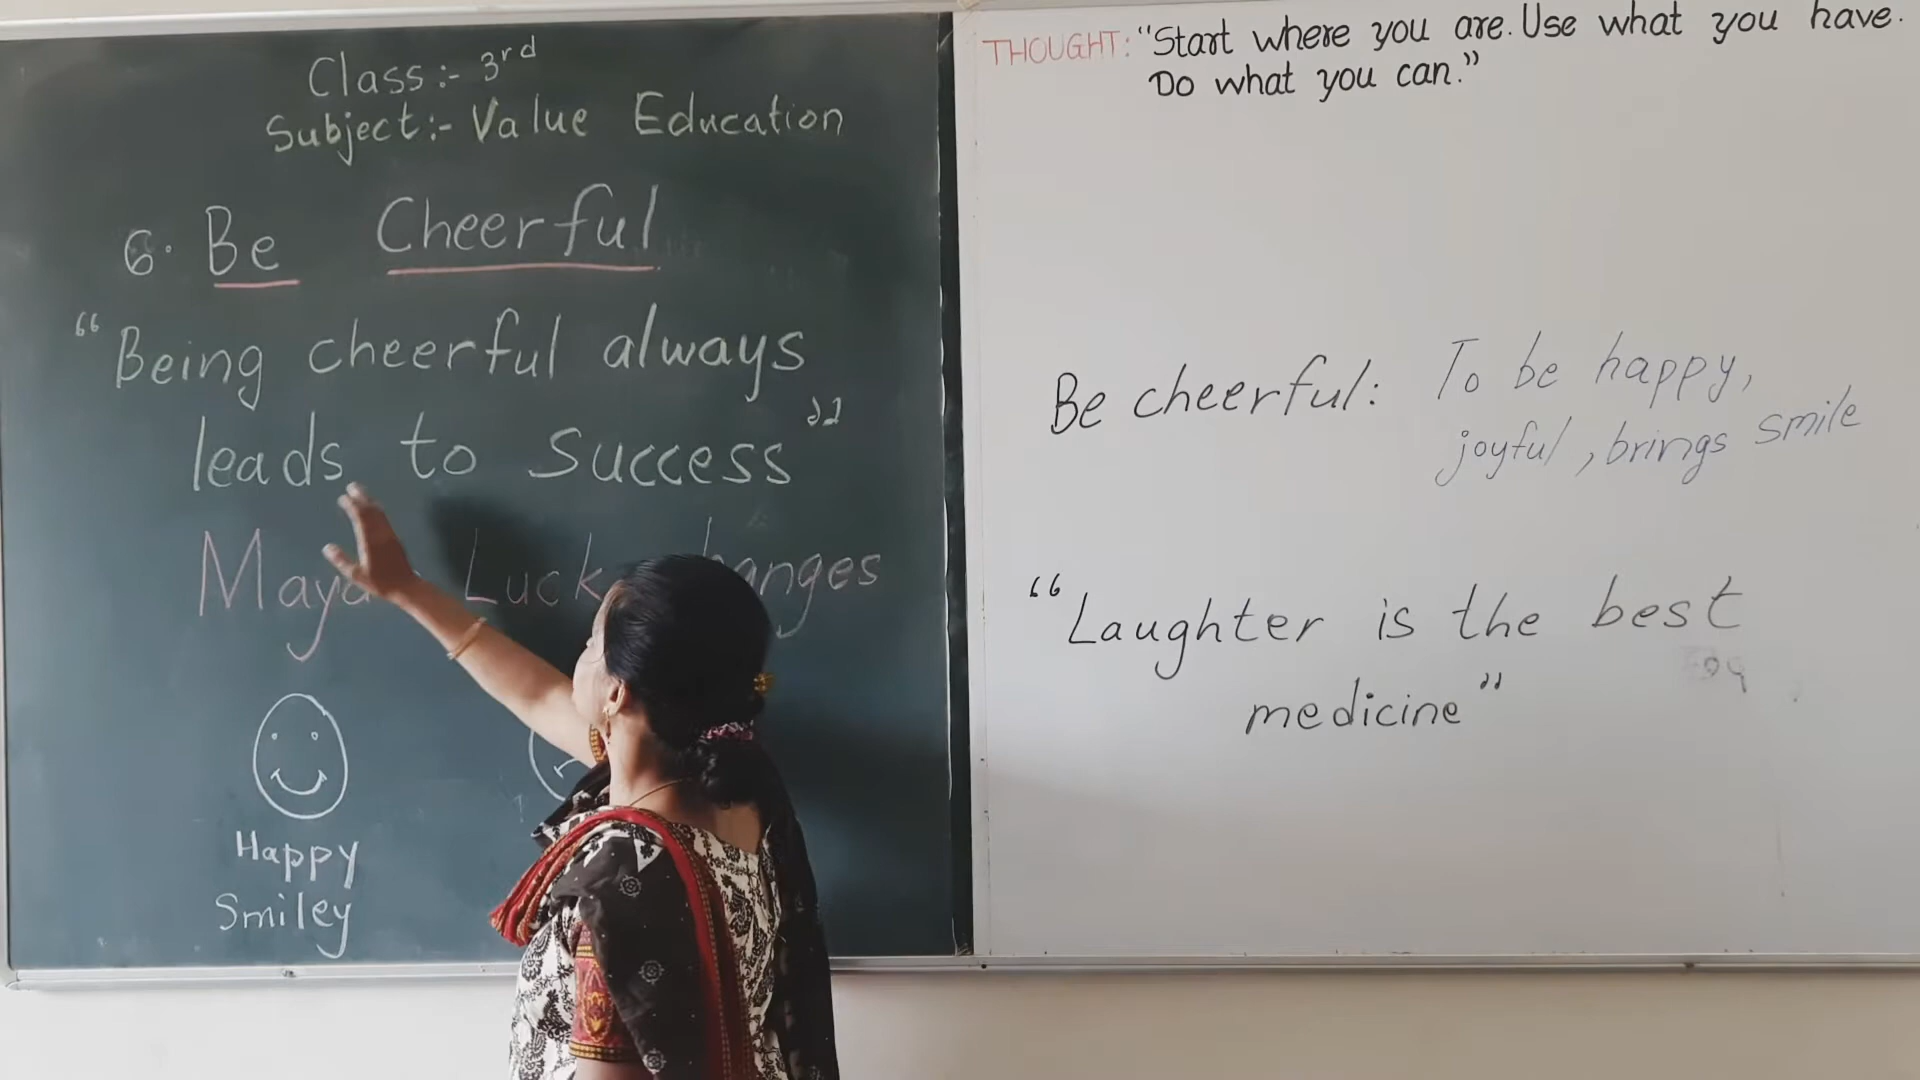 Class:- 3rd
Subject:- Value Education
6. Be Cheerful
“Being cheerful always
leads to Success”
Luck
Happy
Smiley
THOUGHT: “Start where you are. Use what you have.
Do what you can.”
Be cheerful: To be happy,
joyful, brings smile
“Laughter is the best
medicine”